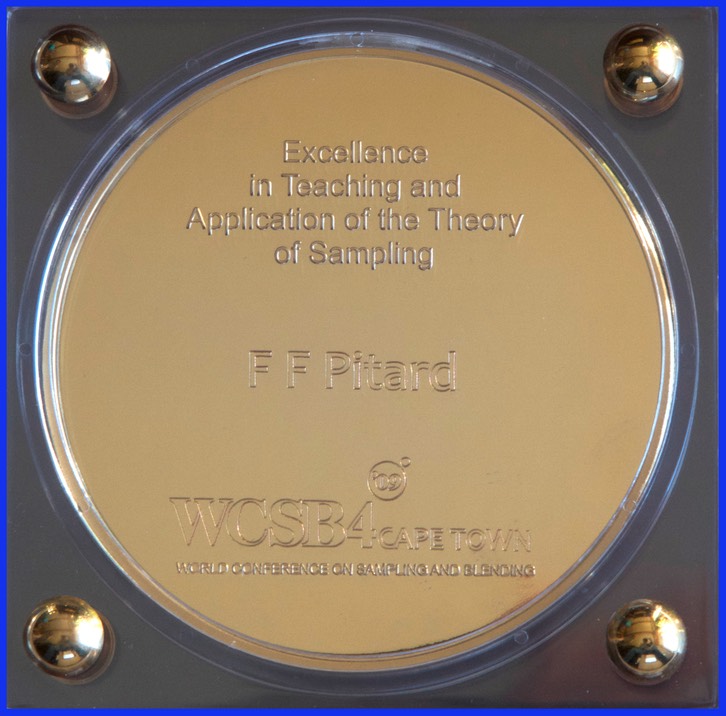 Excellence
in Teaching and
Application of the Theory
of Sampling
F F Pitard
'09
WCSB4 CAPE TOWN
WORLD CONFERENCE ON SAMPLING AND BLENDING